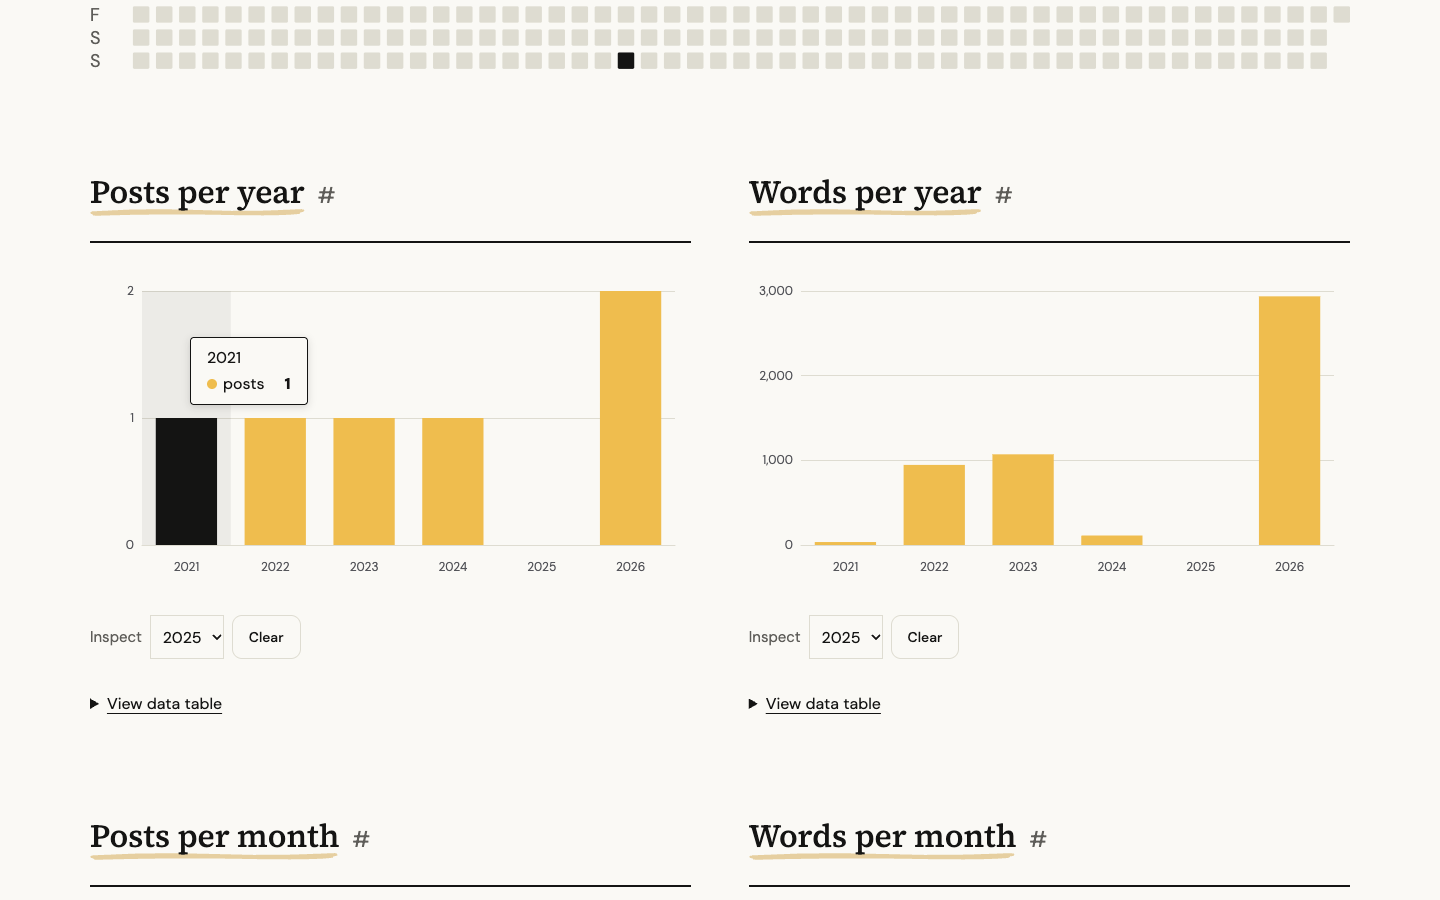 F
S
S
Posts per year #
2
1
0
2021
posts 1
2021 2022 2023 2024 2025 2026
Inspect 2025 Clear
View data table
Words per year #
3,000
2,000
1,000
0
2021 2022 2023 2024 2025 2026
Inspect 2025 Clear
View data table
Posts per month #
Words per month #